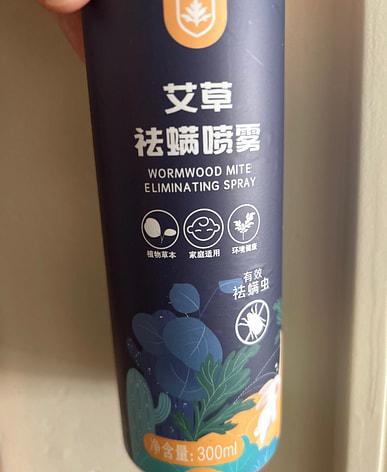 艾草
祛螨喷雾
WORMWOOD MITE
ELIMINATING SPRAY
植物草本 家庭适用 环境健康
有效
祛螨虫
净含量:300ml